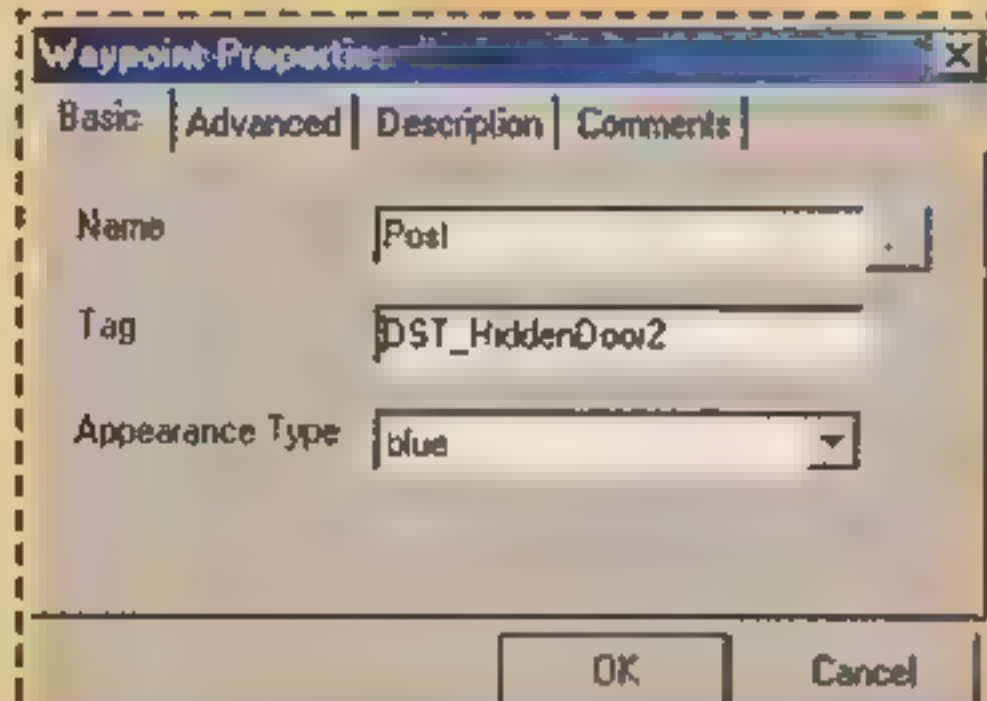 Waypoint Properties
Basic Advanced Description Comments
Name Post
Tag DST_HiddenDoor2
Appearance Type blue
OK Cancel